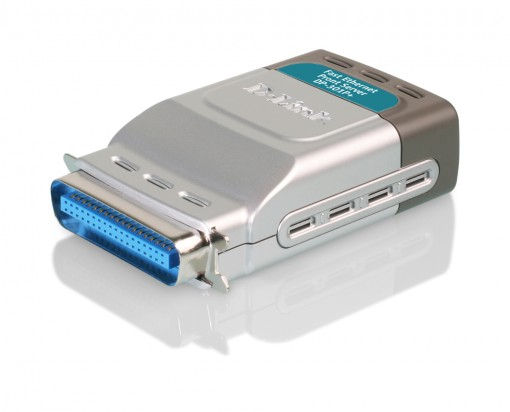 D-Link
Fast Ethernet
Print Server
DP-301P+